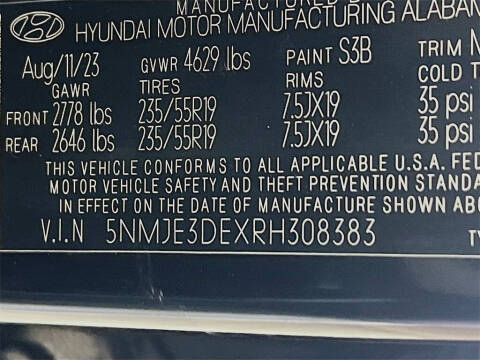 MANUFACTURED B
HYUNDAI MOTOR MANUFACTURING ALABAM
Aug/11/23 GVWR 4629 lbs PAINT S3B TRIM N
GAWR TIRES RIMS COLD T
FRONT 2778 lbs 235/55R19 7.5JX19 35 psi
REAR 2646 lbs 235/55R19 7.5JX19 35 psi
THIS VEHICLE CONFORMS TO ALL APPLICABLE U.S.A. FED
MOTOR VEHICLE SAFETY AND THEFT PREVENTION STANDA
IN EFFECT ON THE DATE OF MANUFACTURE SHOWN ABO
V.I.N 5NMJE3DEXRH308383 TY